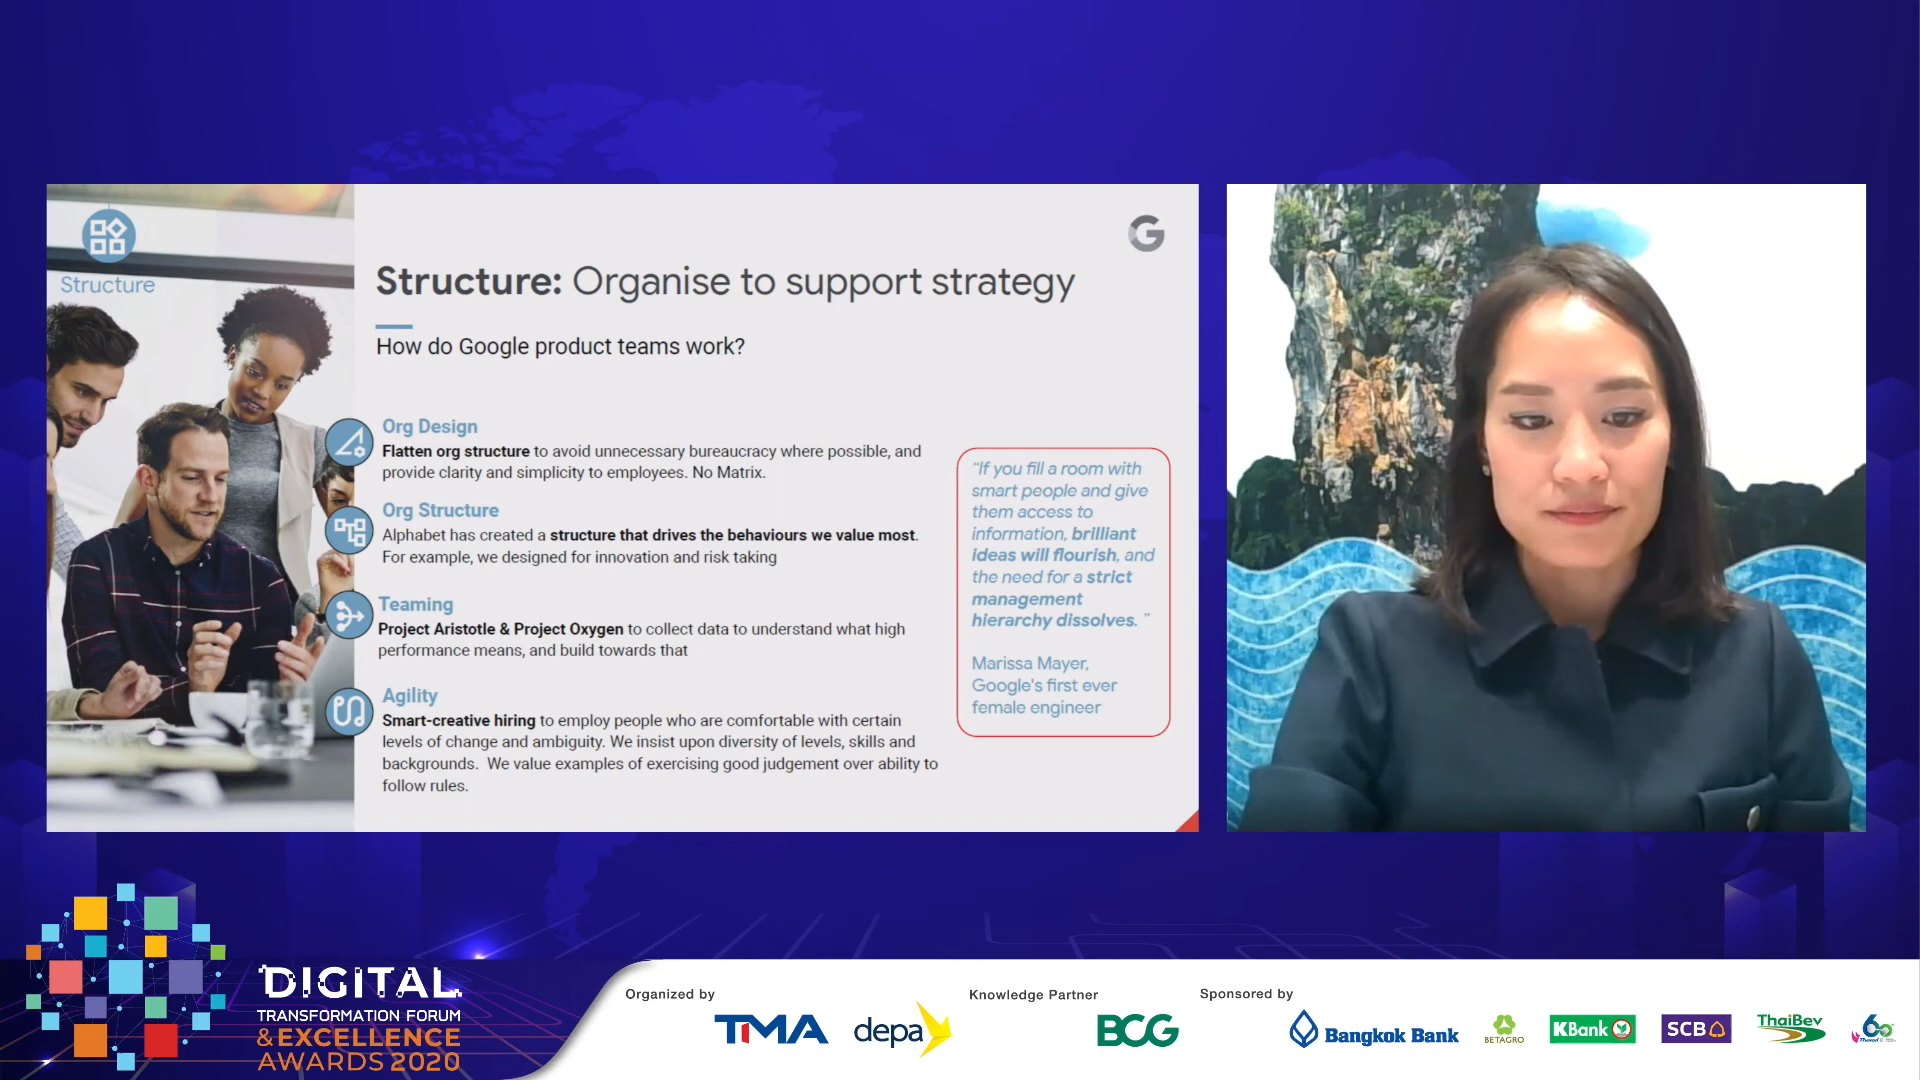 Structure
G
Structure: Organise to support strategy
How do Google product teams work?
Org Design
Flatten org structure to avoid unnecessary bureaucracy where possible, and
provide clarity and simplicity to employees. No Matrix.
Org Structure
Alphabet has created a structure that drives the behaviours we value most.
For example, we designed for innovation and risk taking
Teaming
Project Aristotle & Project Oxygen to collect data to understand what high
performance means, and build towards that
Agility
Smart-creative hiring to employ people who are comfortable with certain
levels of change and ambiguity. We insist upon diversity of levels, skills and
backgrounds. We value examples of exercising good judgement over ability to
follow rules.
“If you fill a room with
smart people and give
them access to
information, brilliant
ideas will flourish, and
the need for a strict
management
hierarchy dissolves. ”
Marissa Mayer,
Google's first ever
female engineer
DIGITAL
TRANSFORMATION FORUM
& EXCELLENCE
AWARDS 2020
Organized by
TMA
depa
Knowledge Partner
BCG
Sponsored by
Bangkok Bank
BETAGRO
KBank
SCB
ThaiBev
60